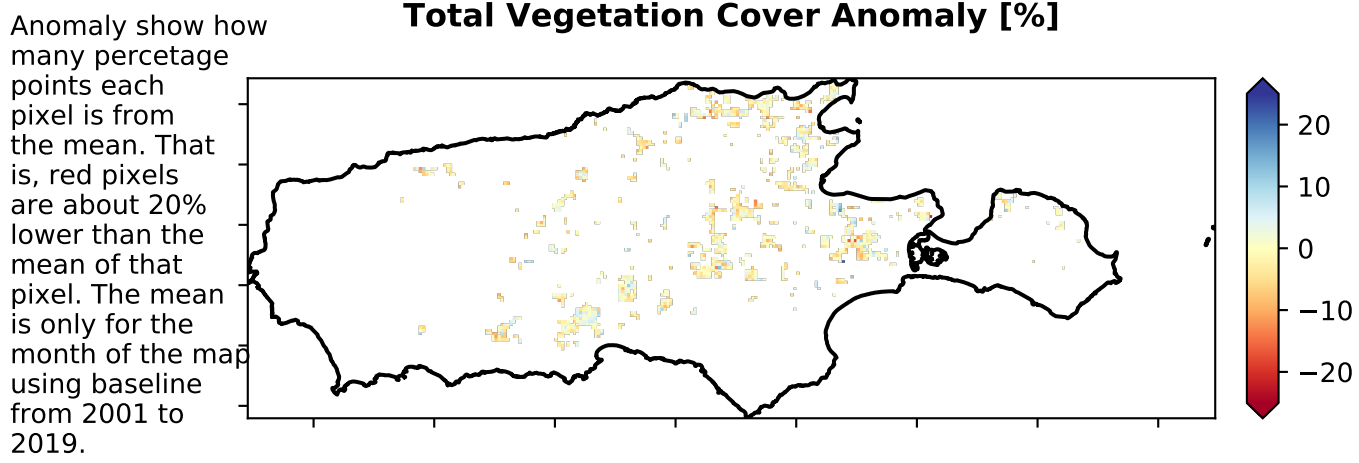 Total Vegetation Cover Anomaly [%]
Anomaly show how
many percetage
points each
pixel is from
the mean. That
is, red pixels
are about 20%
lower than the
mean of that
pixel. The mean
is only for the
month of the map
using baseline
from 2001 to
2019.
20
10
0
−10
−20